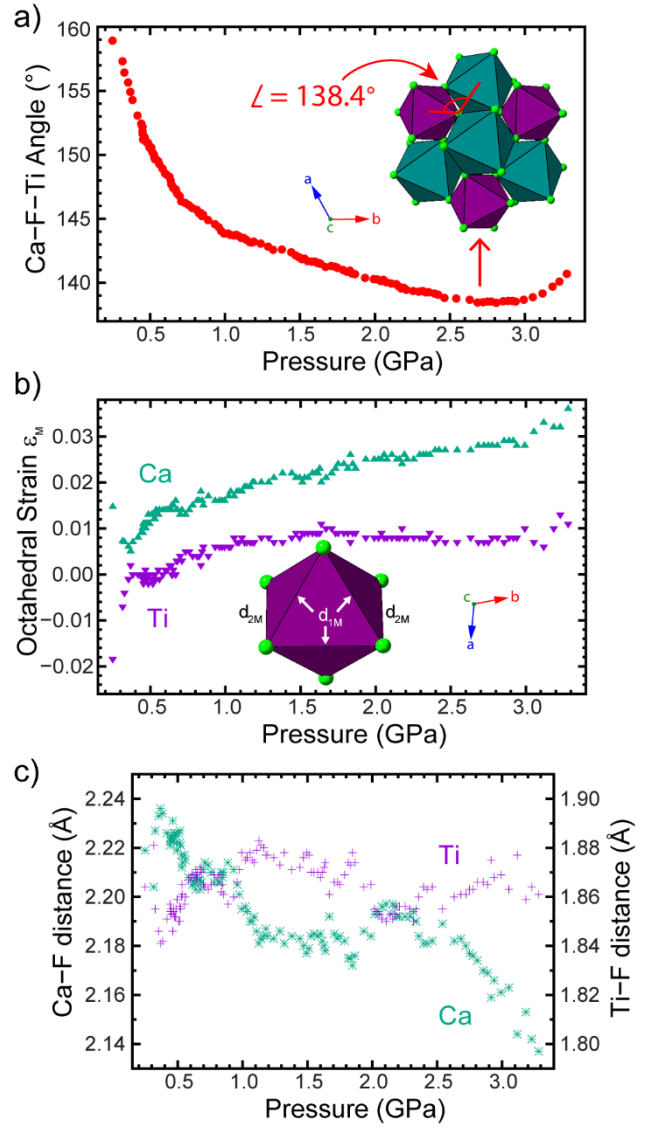 a)
160
155
150
145
140
Ca–F–Ti Angle (°)
∠ = 138.4°
a
b
c
0.5 1.0 1.5 2.0 2.5 3.0
Pressure (GPa)
b)
0.03
0.02
0.01
0.00
−0.01
−0.02
Octahedral Strain εM
Ca
Ti
d2M
d1M
d2M
c
b
a
0.5 1.0 1.5 2.0 2.5 3.0
Pressure (GPa)
c)
2.24
2.22
2.20
2.18
2.16
2.14
Ca–F distance (Å)
Ti
Ca
1.90
1.88
1.86
1.84
1.82
1.80
Ti–F distance (Å)
0.5 1.0 1.5 2.0 2.5 3.0
Pressure (GPa)